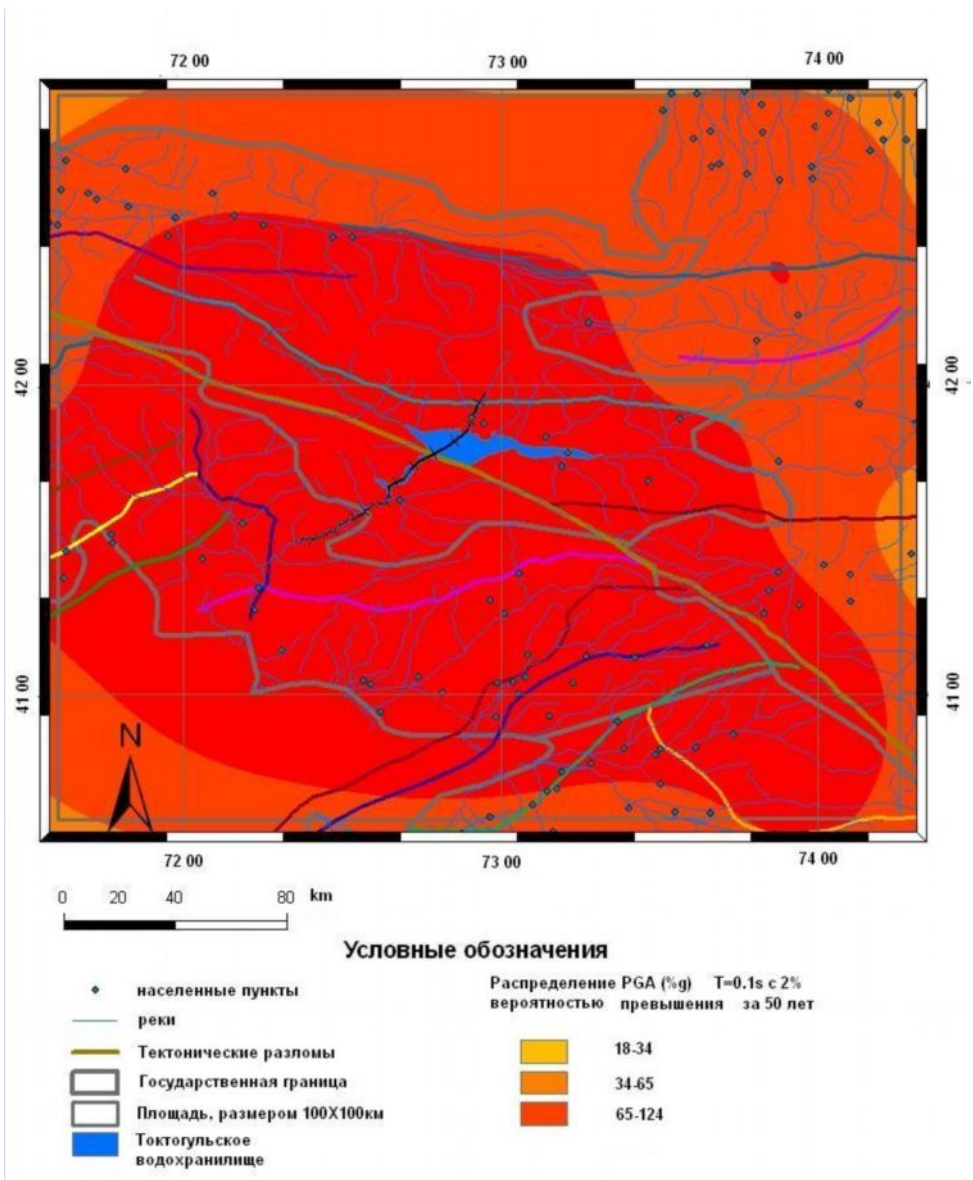 72 00 73 00 74 00
42 00 42 00
41 00 41 00
N
72 00 73 00 74 00
0 20 40 80 km
Условные обозначения
населенные пункты
реки
Тектонические разломы
Государственная граница
Площадь, размером 100Х100км
Токтогульское
водохранилище
Распределение PGA (%g) T=0.1s с 2%
вероятностью превышения за 50 лет
18-34
34-65
65-124